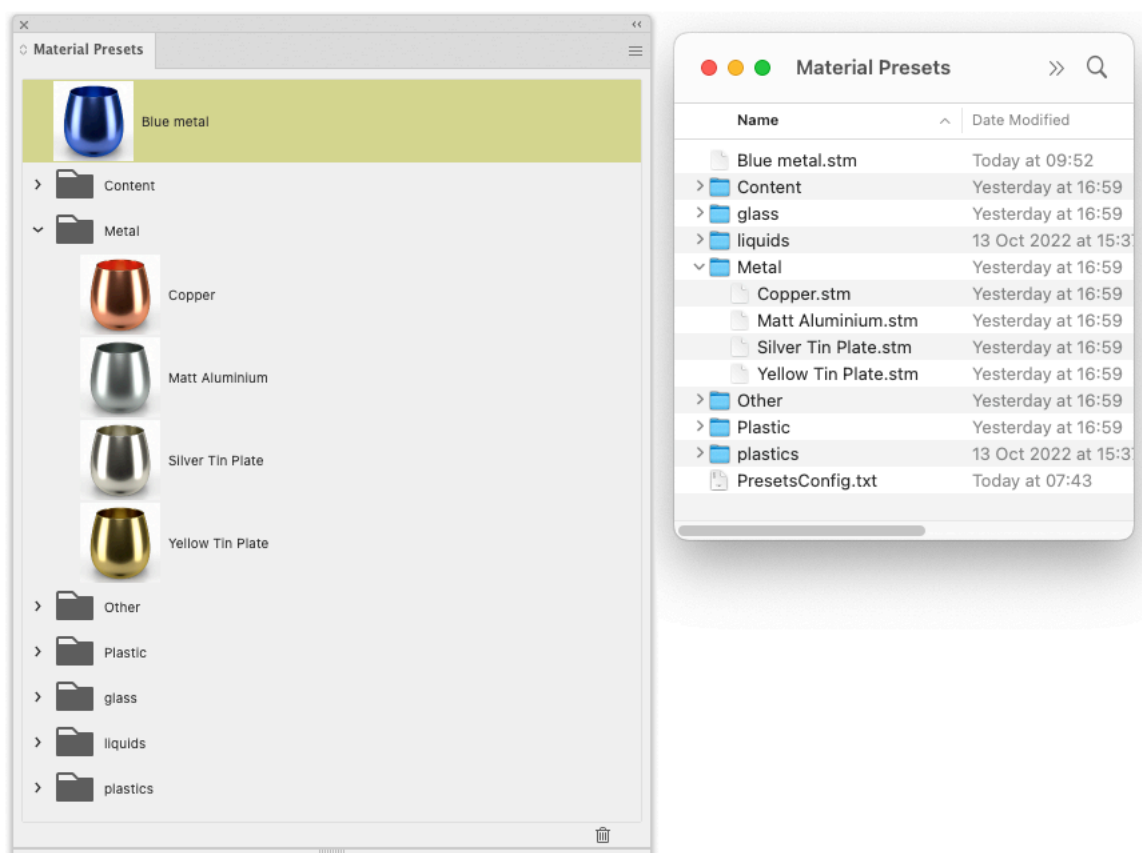 Material Presets
Blue metal
Content
Metal
Copper
Matt Aluminium
Silver Tin Plate
Yellow Tin Plate
Other
Plastic
glass
liquids
plastics
Material Presets
Name Date Modified
Blue metal.stm Today at 09:52
Content Yesterday at 16:59
glass Yesterday at 16:59
liquids 13 Oct 2022 at 15:37
Metal Yesterday at 16:59
Copper.stm Yesterday at 16:59
Matt Aluminium.stm Yesterday at 16:59
Silver Tin Plate.stm Yesterday at 16:59
Yellow Tin Plate.stm Yesterday at 16:59
Other Yesterday at 16:59
Plastic Yesterday at 16:59
plastics 13 Oct 2022 at 15:37
PresetsConfig.txt Today at 07:43